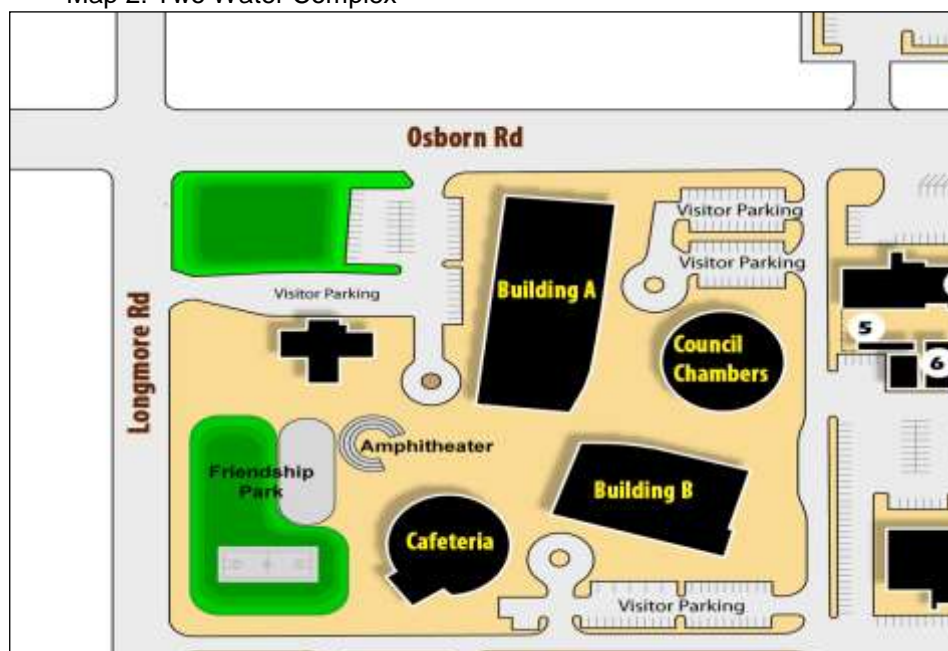 Map 2: Two Water Complex
Osborn Rd
Visitor Parking
Visitor Parking
Building A
Visitor Parking
Longmore Rd
5
6
Council
Chambers
Amphitheater
Friendship
Park
Building B
Cafeteria
Visitor Parking